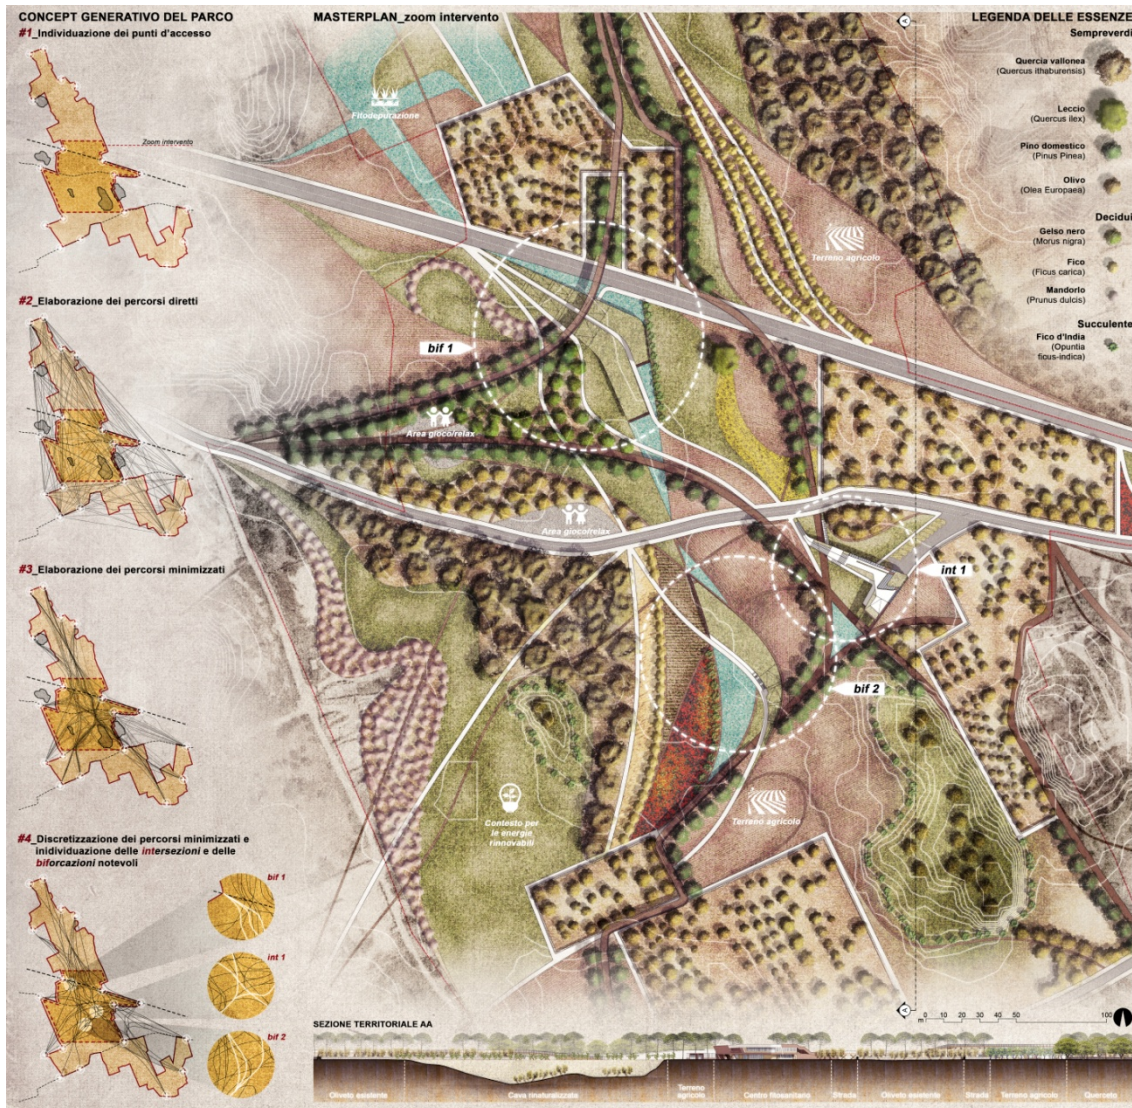 CONCEPT GENERATIVO DEL PARCO
#1_Individuazione dei punti d'accesso
Zoom intervento
#2_Elaborazione dei percorsi diretti
#3_Elaborazione dei percorsi minimizzati
#4_Discretizzazione dei percorsi minimizzati e
inidividuazione delle intersezioni e delle
biforcazioni notevoli
bif 1
int 1
bif 2
MASTERPLAN_zoom intervento
Fitodepurazione
Terreno agricolo
bif 1
Area gioco/relax
Area gioco/relax
int 1
bif 2
Contesto per
le energie
rinnovabili
Terreno agricolo
A
A
LEGENDA DELLE ESSENZE
Sempreverdi
Quercia vallonea
(Quercus ithaburensis)
Leccio
(Quercus ilex)
Pino domestico
(Pinus Pinea)
Olivo
(Olea Europaea)
Decidui
Gelso nero
(Morus nigra)
Fico
(Ficus carica)
Mandorlo
(Prunus dulcis)
Succulente
Fico d'India
(Opuntia
ficus-indica)
m 0 10 20 30 40 50 100
SEZIONE TERRITORIALE AA
Oliveto esistente
Cava rinaturalizzata
Terreno
agricolo
Centro fitosanitario
Strada
Oliveto esistente
Strada
Terreno agricolo
Querceto